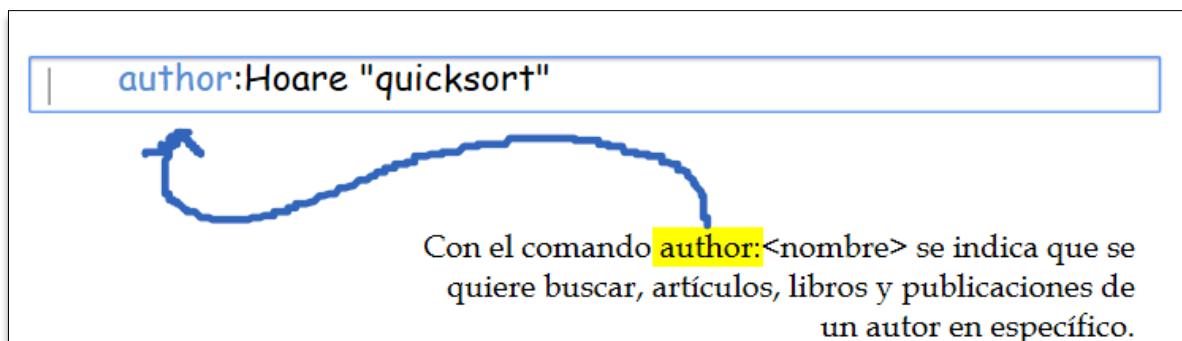 author:Hoare "quicksort"
Con el comando author:<nombre> se indica que se
quiere buscar, artículos, libros y publicaciones de
un autor en específico.